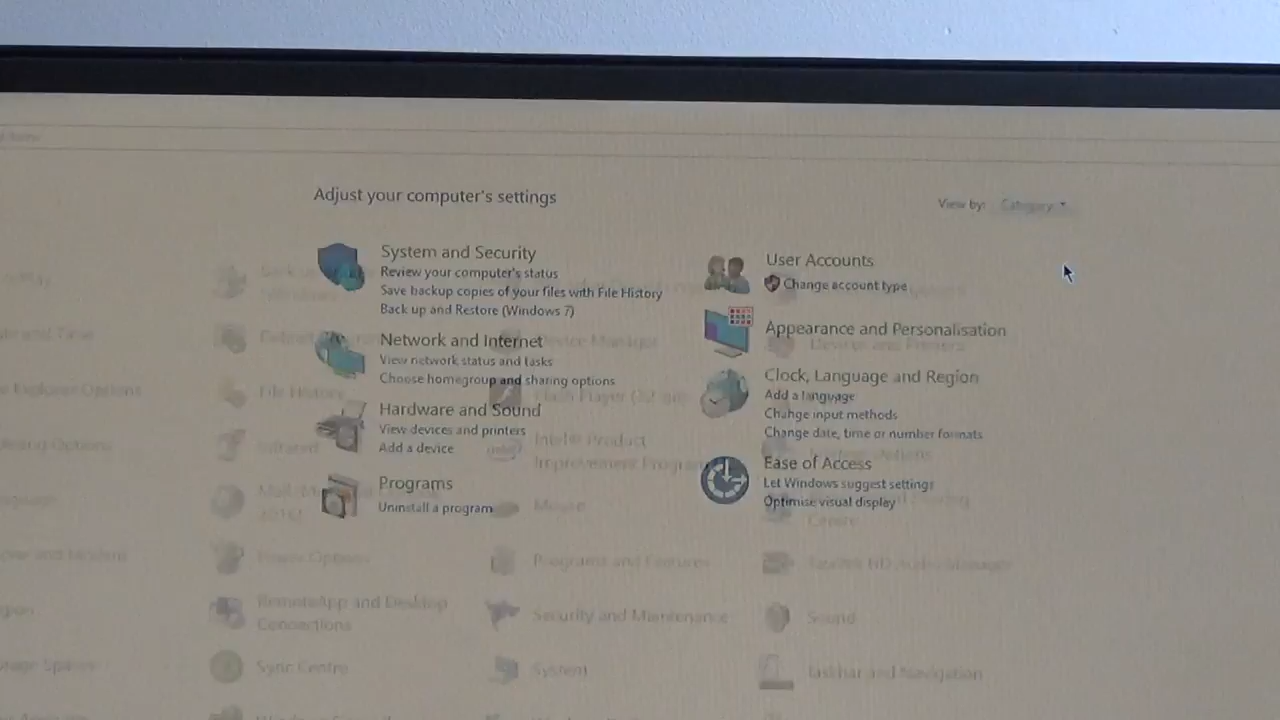 Adjust your computer's settings
View by: Category
System and Security
Review your computer's status
Save backup copies of your files with File History
Back up and Restore (Windows 7)
Network and Internet
View network status and tasks
Choose homegroup and sharing options
Hardware and Sound
View devices and printers
Add a device
Programs
Uninstall a program
User Accounts
Change account type
Appearance and Personalisation
Clock, Language and Region
Add a language
Change input methods
Change date, time or number formats
Ease of Access
Let Windows suggest settings
Optimise visual display
Device Manager
Devices and Printers
File History
Flash Player (32
Intel® Product
Improvement Program
Infrared
Mouse
Centre
Power Options
Programs and Features
HD Audio Manager
RemoteApp and Desktop
Connections
Security and Maintenance
Sound
Sync Centre
System
Taskbar and Navigation